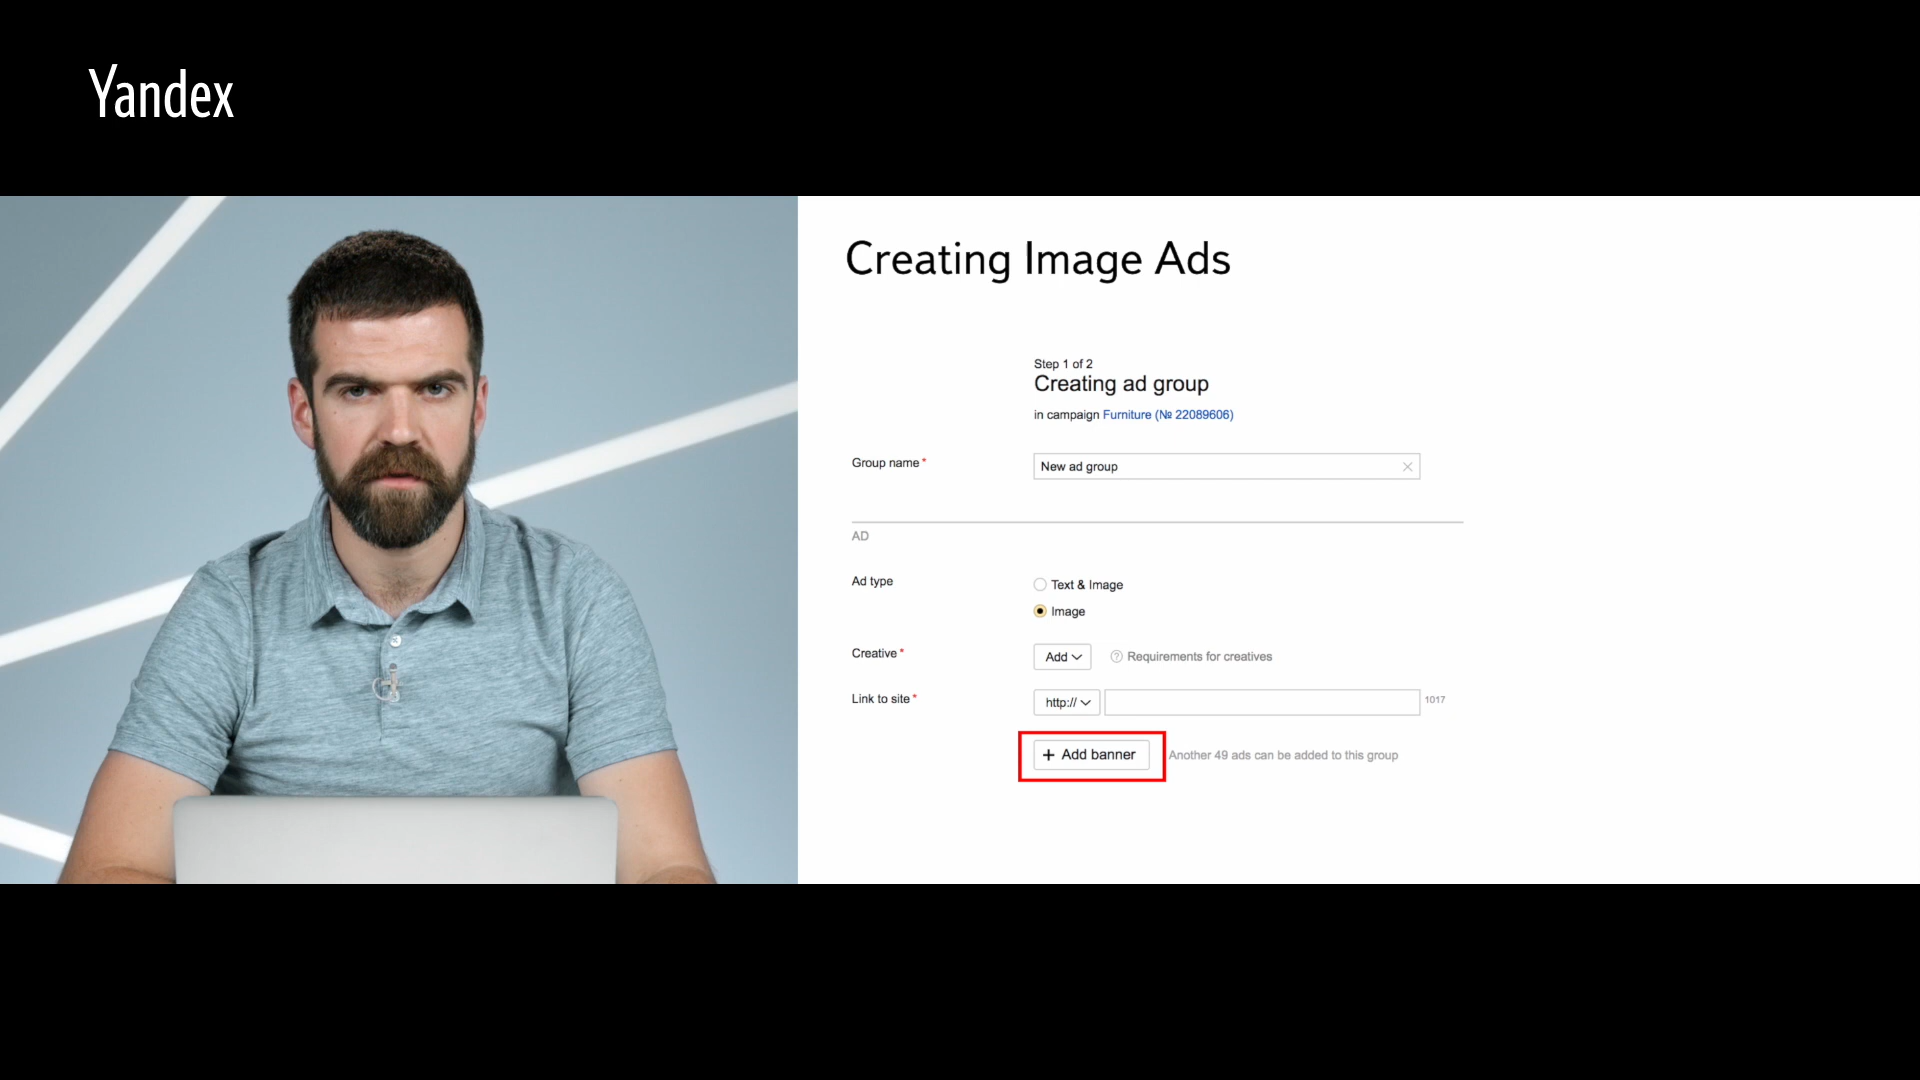 Yandex
Creating Image Ads
Step 1 of 2
Creating ad group
in campaign Furniture (№ 22089606)
Group name *
New ad group
AD
Ad type
Text & Image
Image
Creative *
Add
? Requirements for creatives
Link to site *
http://
1017
+ Add banner
Another 49 ads can be added to this group